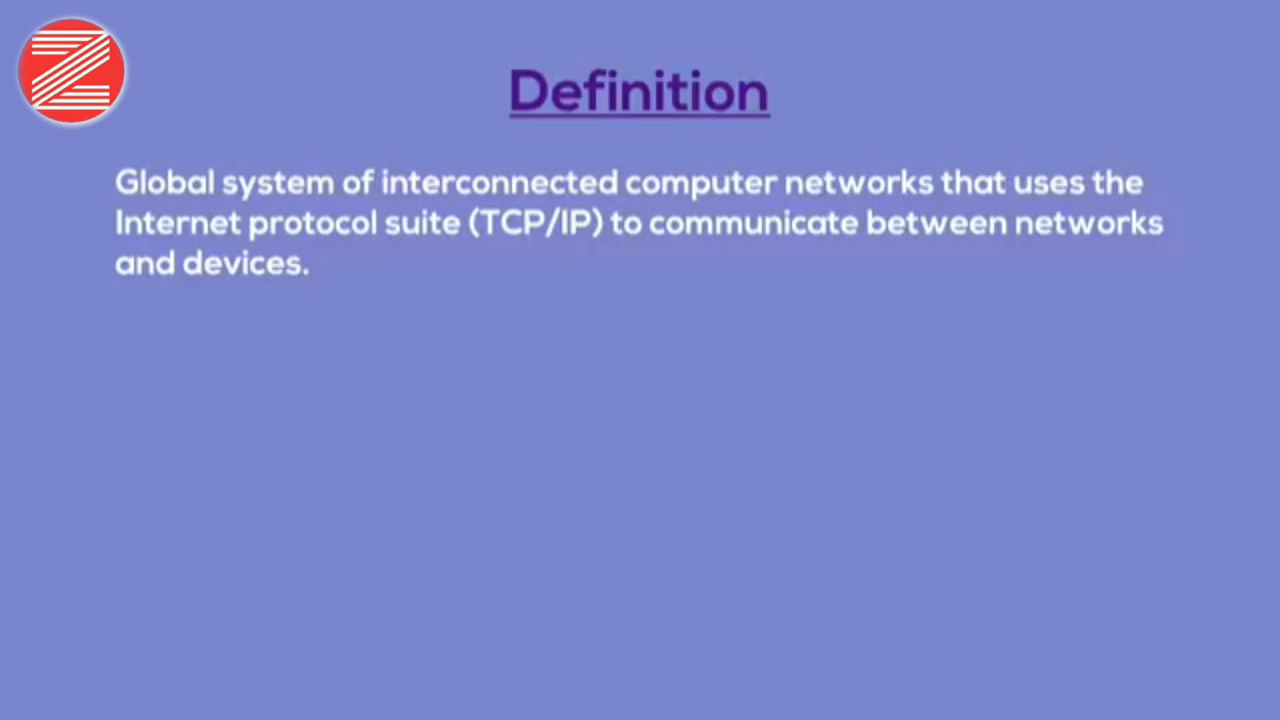 Definition
Global system of interconnected computer networks that uses the
Internet protocol suite (TCP/IP) to communicate between networks
and devices.